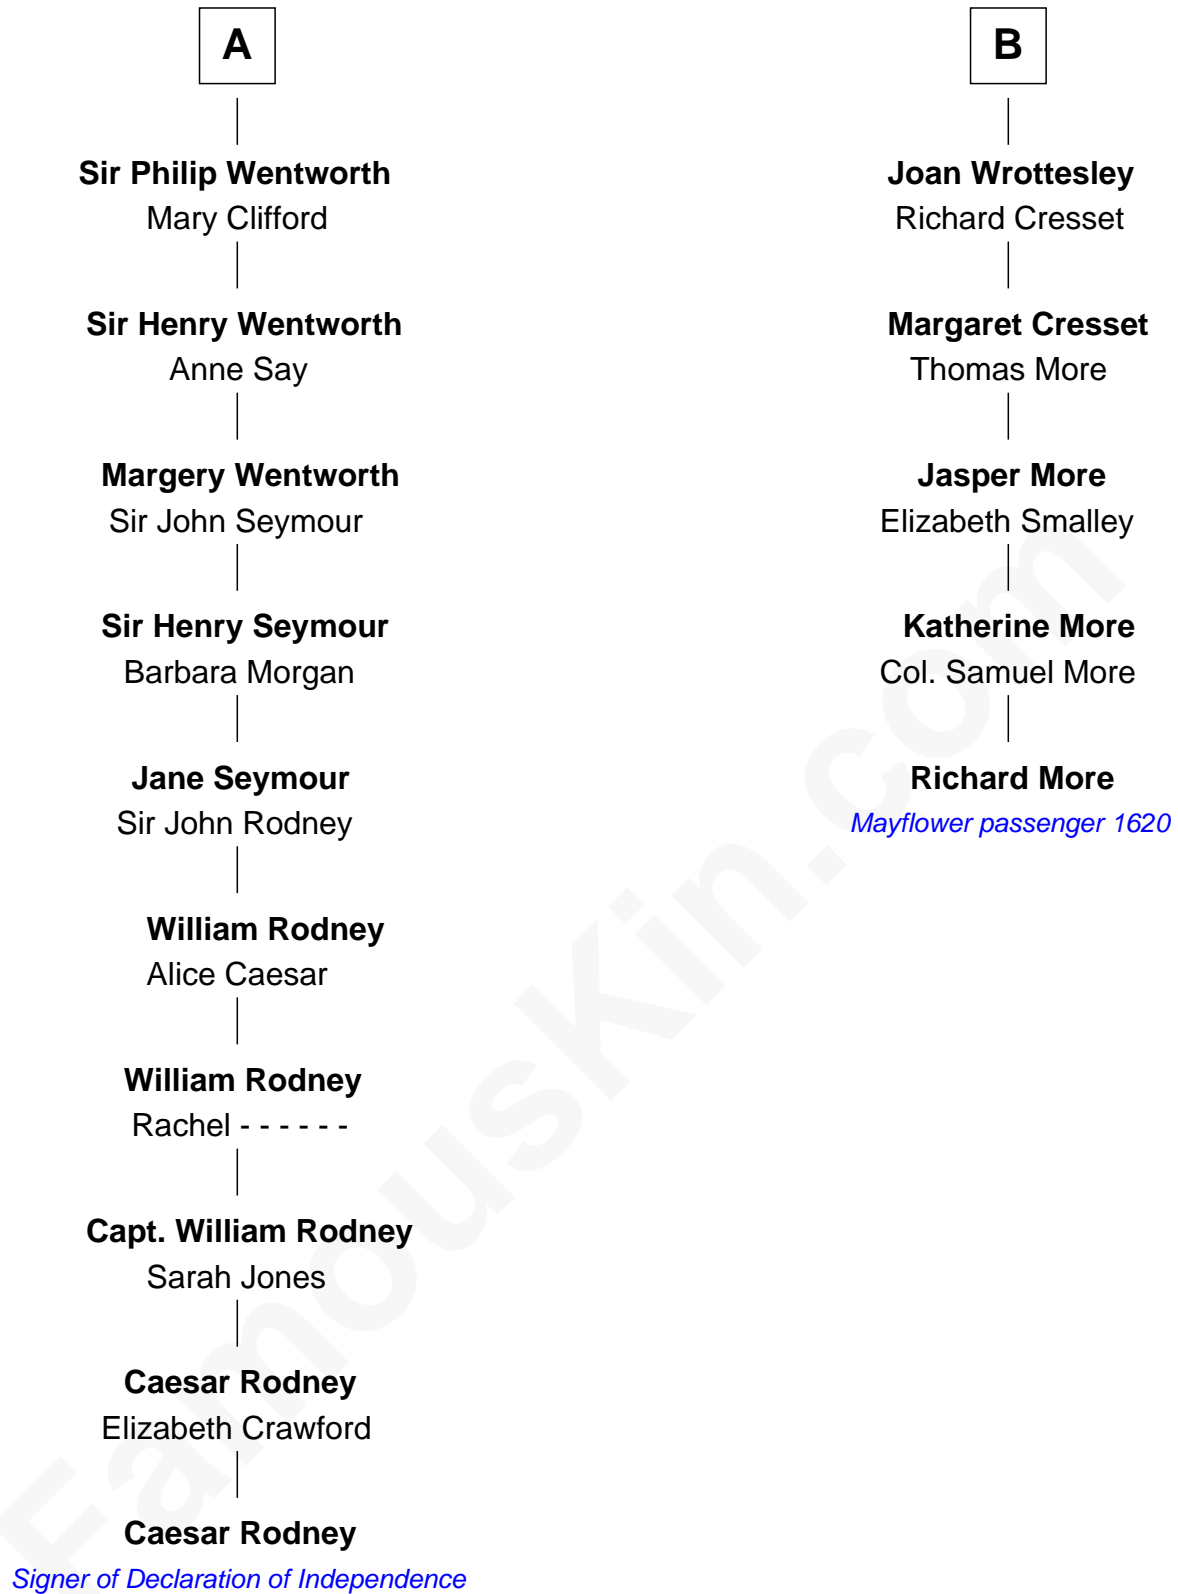 A
Sir Philip Wentworth
Mary Clifford
Sir Henry Wentworth
Anne Say
Margery Wentworth
Sir John Seymour
Sir Henry Seymour
Barbara Morgan
Jane Seymour
Sir John Rodney
William Rodney
Alice Caesar
William Rodney
Rachel - - - - - -
Capt. William Rodney
Sarah Jones
Caesar Rodney
Elizabeth Crawford
Caesar Rodney
Signer of Declaration of Independence
B
Joan Wrottesley
Richard Cresset
Margaret Cresset
Thomas More
Jasper More
Elizabeth Smalley
Katherine More
Col. Samuel More
Richard More
Mayflower passenger 1620
FamousKin.com